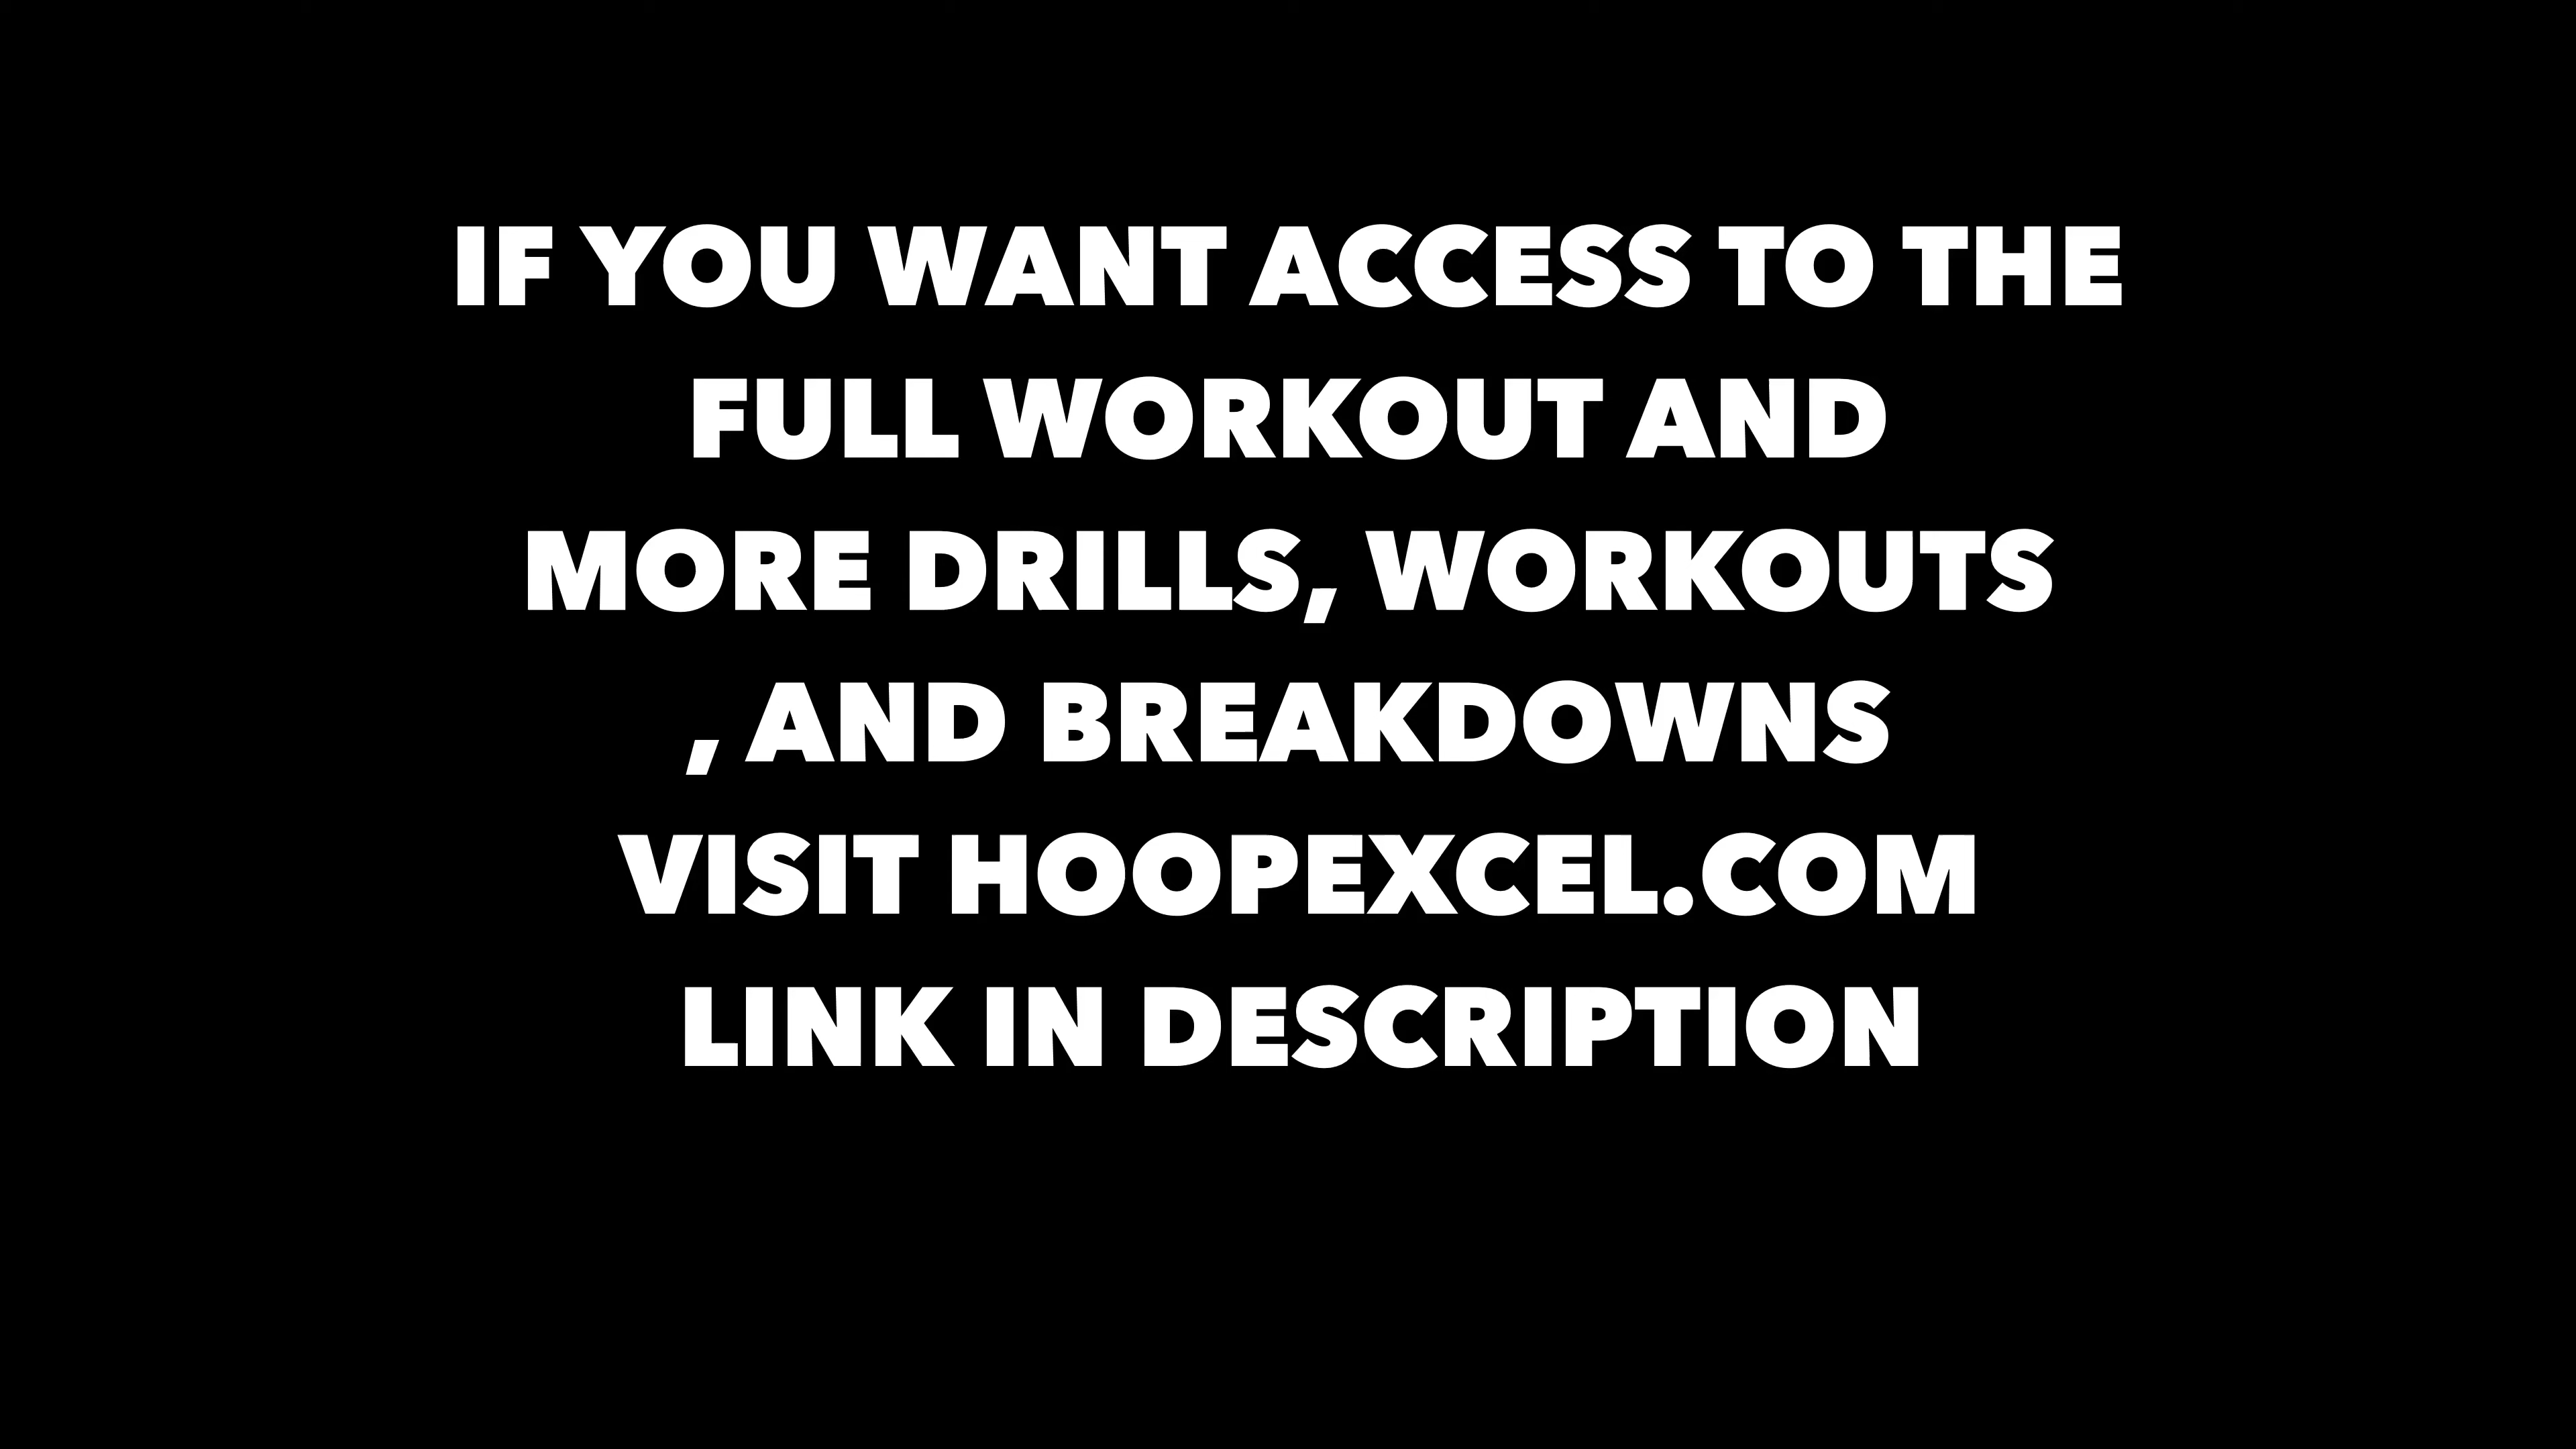 IF YOU WANT ACCESS TO THE
FULL WORKOUT AND
MORE DRILLS, WORKOUTS
, AND BREAKDOWNS
VISIT HOOPEXCEL.COM
LINK IN DESCRIPTION